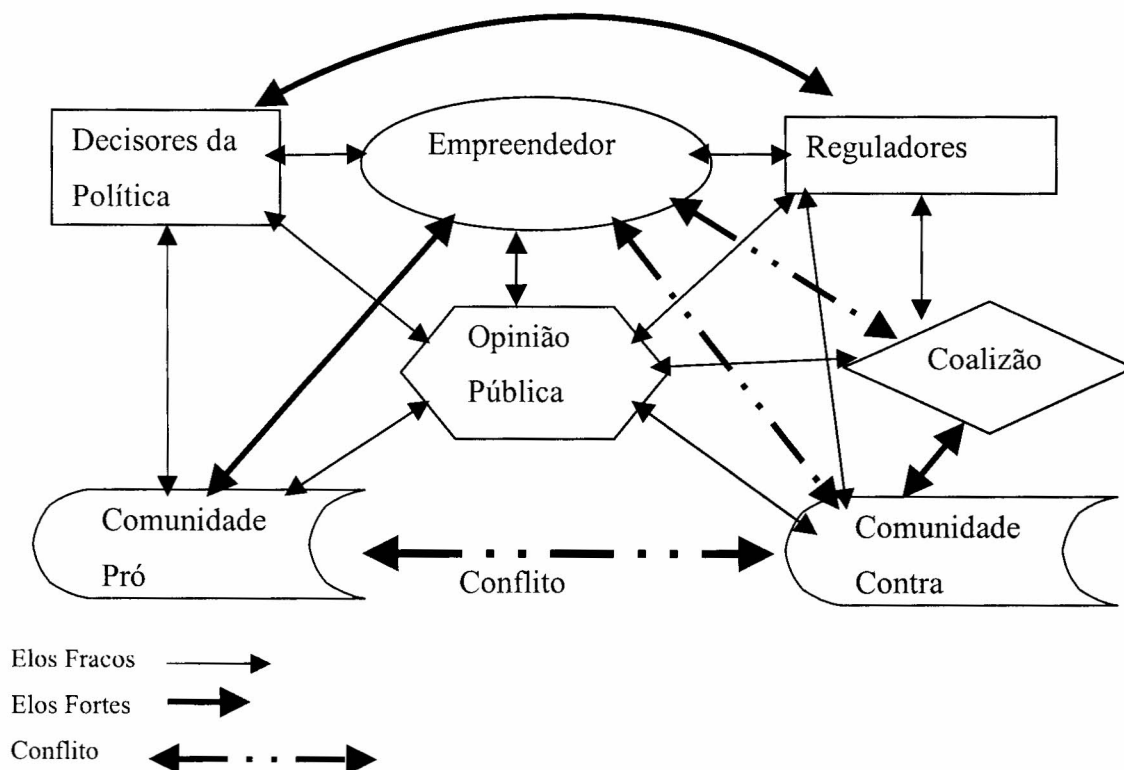 Decisores da
Política
Empreendedor
Reguladores
Opinião
Pública
Coalizão
Comunidade
Pró
Conflito
Comunidade
Contra
Elos Fracos
Elos Fortes
Conflito